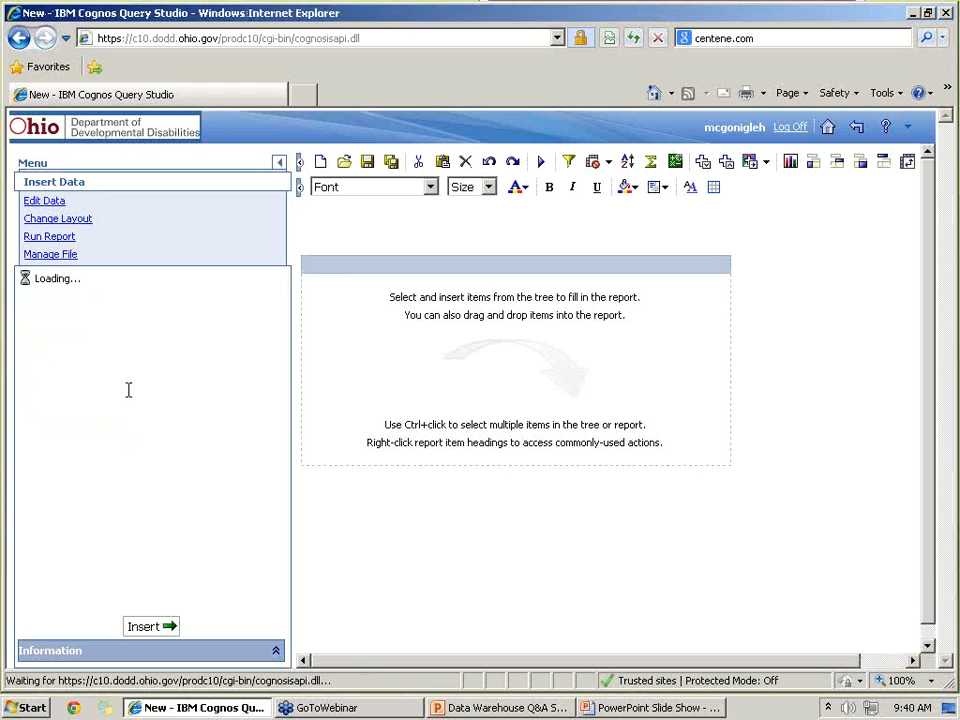 New - IBM Cognos Query Studio - Windows Internet Explorer
https://c10.dodd.ohio.gov/prodc10/cgi-bin/cognosisapi.dll
centene.com
Favorites
New - IBM Cognos Query Studio
Page
Safety
Tools
Ohio
Department of
Developmental Disabilities
mcgonigleh
Log Off
Menu
Insert Data
Edit Data
Change Layout
Run Report
Manage File
Font
Size
A
B
I
U
Loading...
Select and insert items from the tree to fill in the report.
You can also drag and drop items into the report.
Use Ctrl+click to select multiple items in the tree or report.
Right-click report item headings to access commonly-used actions.
Insert
Information
Waiting for https://c10.dodd.ohio.gov/prodc10/cgi-bin/cognosisapi.dll...
Trusted sites | Protected Mode: Off
100%
Start
New - IBM Cognos Qu...
GoToWebinar
Data Warehouse Q&A S...
PowerPoint Slide Show - ...
9:40 AM